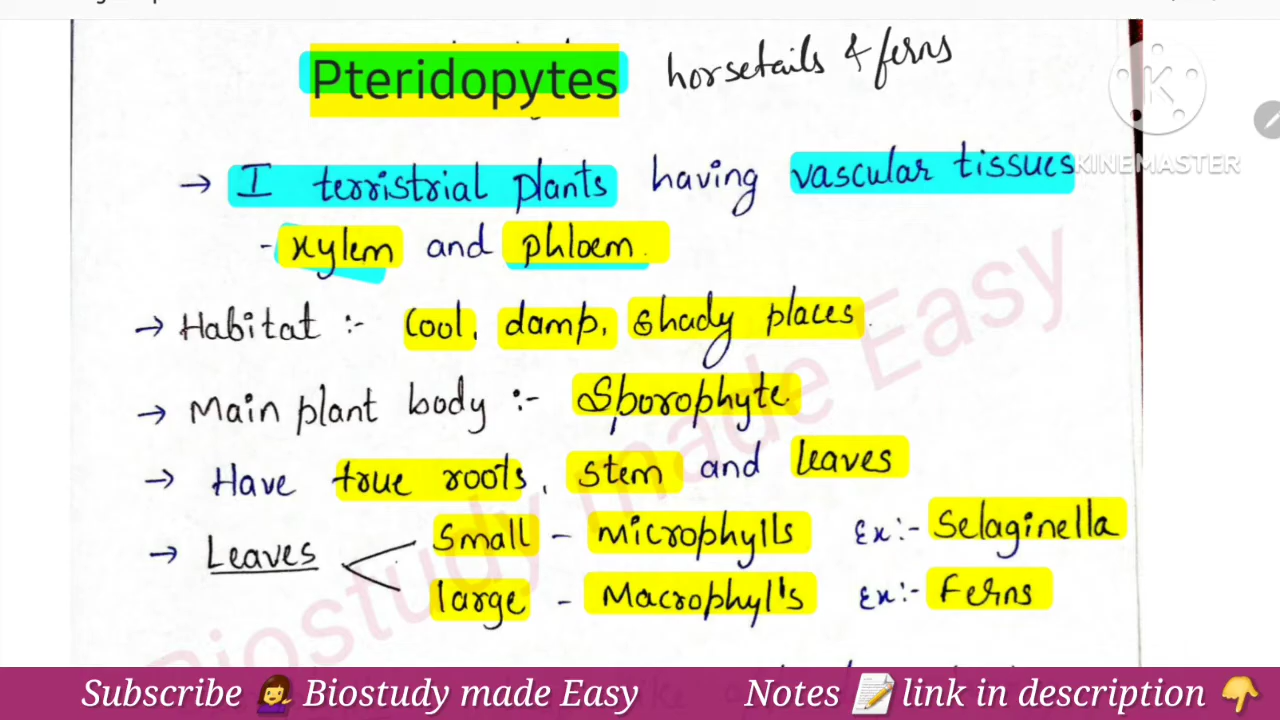 Pteridopytes horsetails & ferns
KINEMASTER
→ I terristrial plants having vascular tissues
- xylem and phloem.
→ Habitat :- Cool, damp, shady places.
→ Main plant body :- Sporophyte.
→ Have true roots, stem and leaves
→ Leaves
Small - microphylls Ex:- Selaginella
large - Macrophylls Ex:- Ferns
Biostudy made Easy
Subscribe 🙋‍♀️ Biostudy made Easy Notes 📝 link in description 👇